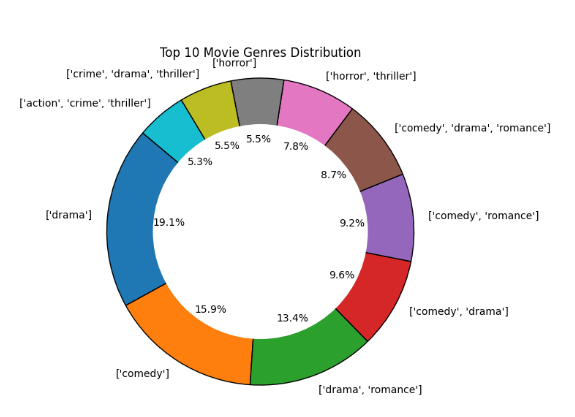 Top 10 Movie Genres Distribution
['horror']
['crime', 'drama', 'thriller']
['horror', 'thriller']
['action', 'crime', 'thriller']
['comedy', 'drama', 'romance']
5.5%
5.5%
7.8%
5.3%
8.7%
['drama']
['comedy', 'romance']
19.1%
9.2%
9.6%
15.9%
13.4%
['comedy', 'drama']
['comedy']
['drama', 'romance']